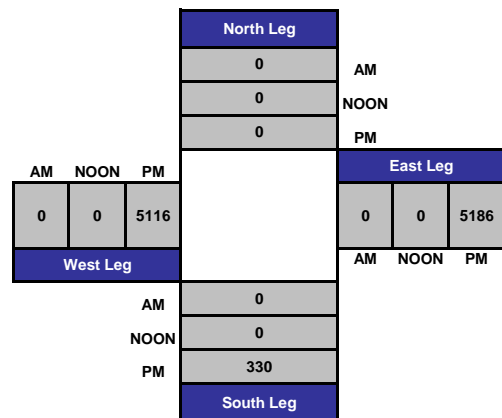 North Leg
0 AM
0 NOON
0 PM
AM NOON PM East Leg
0 0 5116 0 0 5186
West Leg AM NOON PM
AM 0
NOON 0
PM 330
South Leg